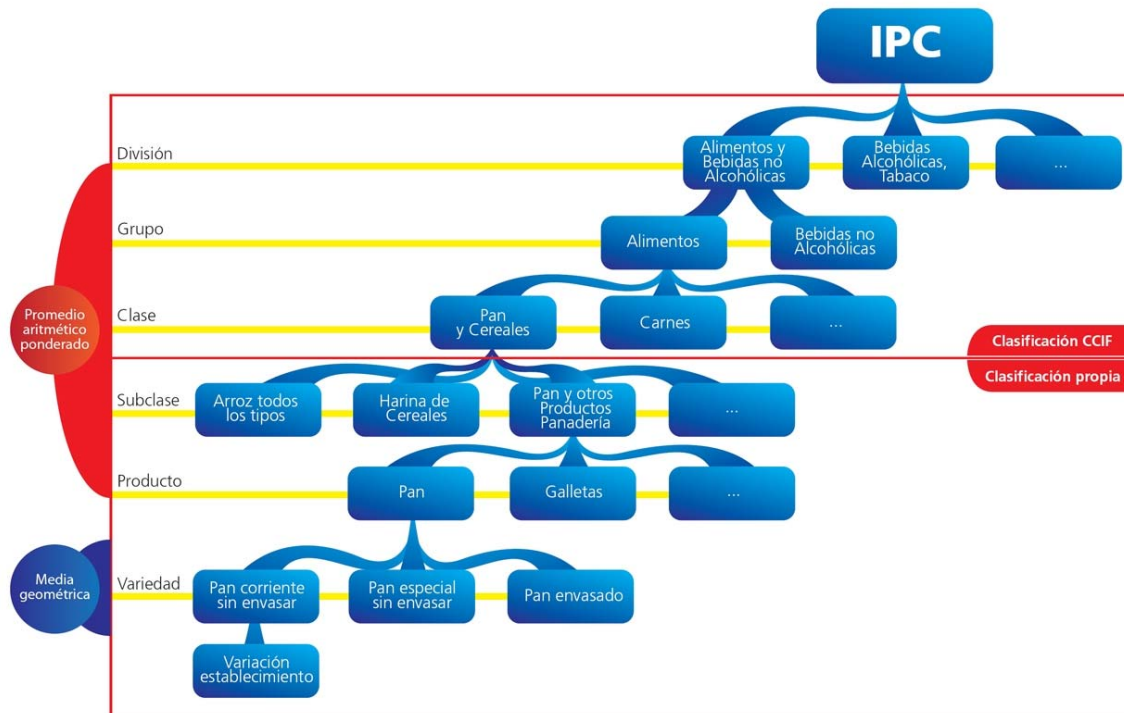 IPC
División
Alimentos y
Bebidas no
Alcohólicas
Bebidas
Alcohólicas,
Tabaco
...
Grupo
Alimentos
Bebidas no
Alcohólicas
Promedio
aritmético
ponderado
Clase
Pan
y Cereales
Carnes
...
Clasificación CCIF
Clasificación propia
Subclase
Arroz todos
los tipos
Harina de
Cereales
Pan y otros
Productos
Panadería
...
Producto
Pan
Galletas
...
Media
geométrica
Variedad
Pan corriente
sin envasar
Pan especial
sin envasar
Pan envasado
Variación
establecimiento